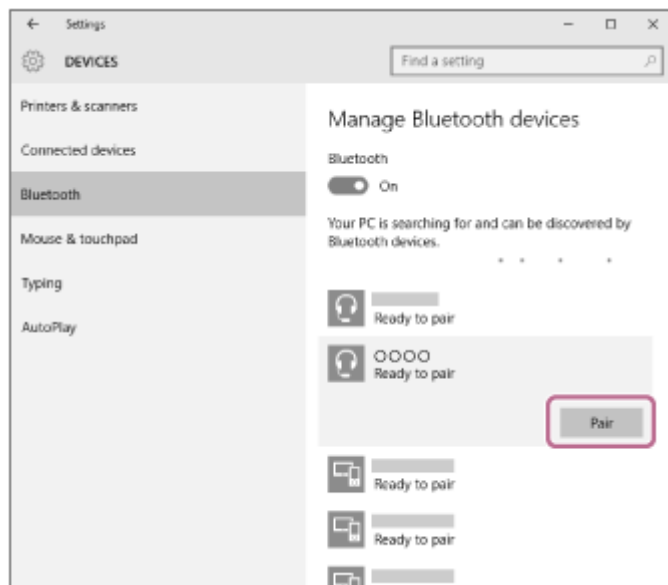 Settings
DEVICES
Find a setting
Printers & scanners
Connected devices
Bluetooth
Mouse & touchpad
Typing
AutoPlay
Manage Bluetooth devices
Bluetooth
On
Your PC is searching for and can be discovered by
Bluetooth devices.
Ready to pair
OOOO
Ready to pair
Pair
Ready to pair
Ready to pair